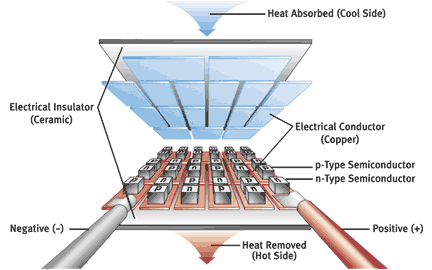 Heat Absorbed (Cool Side)
Electrical Insulator
(Ceramic)
Electrical Conductor
(Copper)
p-Type Semiconductor
n-Type Semiconductor
Negative (-)
Positive (+)
Heat Removed
(Hot Side)